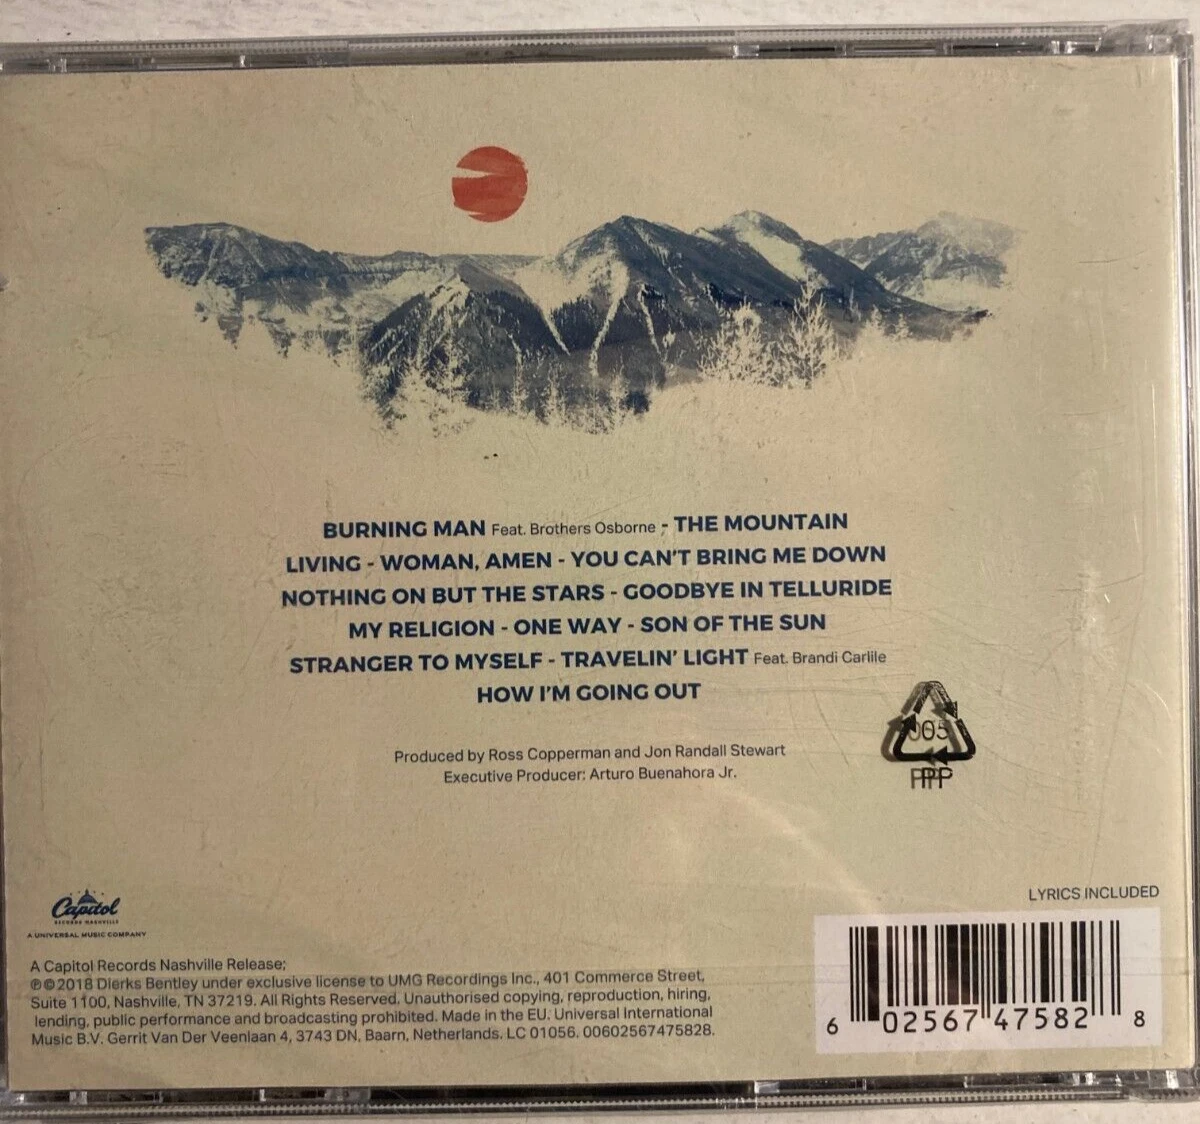 BURNING MAN Feat. Brothers Osborne - THE MOUNTAIN
LIVING - WOMAN, AMEN - YOU CAN'T BRING ME DOWN
NOTHING ON BUT THE STARS - GOODBYE IN TELLURIDE
MY RELIGION - ONE WAY - SON OF THE SUN
STRANGER TO MYSELF - TRAVELIN' LIGHT Feat. Brandi Carlile
HOW I'M GOING OUT
005
PP
Produced by Ross Copperman and Jon Randall Stewart
Executive Producer: Arturo Buenahora Jr.
LYRICS INCLUDED
Capitol
RECORDS NASHVILLE
A UNIVERSAL MUSIC COMPANY
A Capitol Records Nashville Release;
℗©2018 Dierks Bentley under exclusive license to UMG Recordings Inc., 401 Commerce Street,
Suite 1100, Nashville, TN 37219. All Rights Reserved. Unauthorised copying, reproduction, hiring,
lending, public performance and broadcasting prohibited. Made in the EU. Universal International
Music B.V. Gerrit Van Der Veenlaan 4, 3743 DN, Baarn, Netherlands. LC 01056. 00602567475828.
6 02567 47582 8